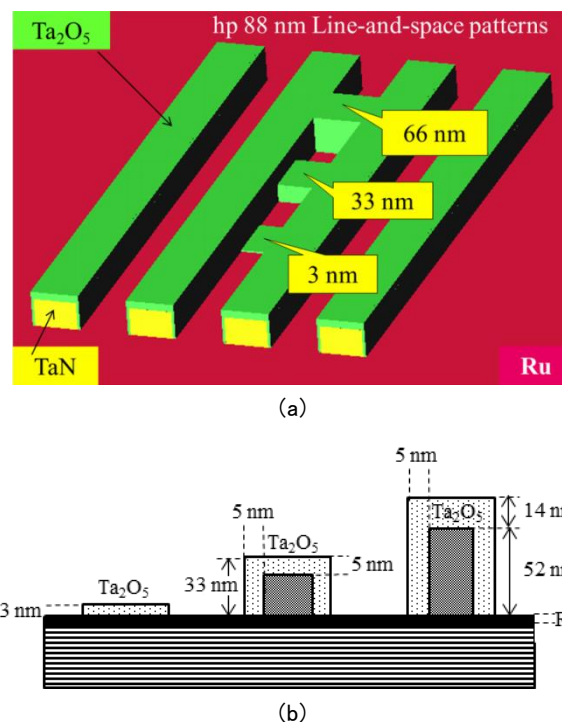 Ta₂O₅
hp 88 nm Line-and-space patterns
66 nm
33 nm
3 nm
TaN
Ru
(a)
5 nm
5 nm
Ta₂O₅
14 n
Ta₂O₅
5 nm
33 nm
52 n
Ta₂O₅
3 nm
R
(b)